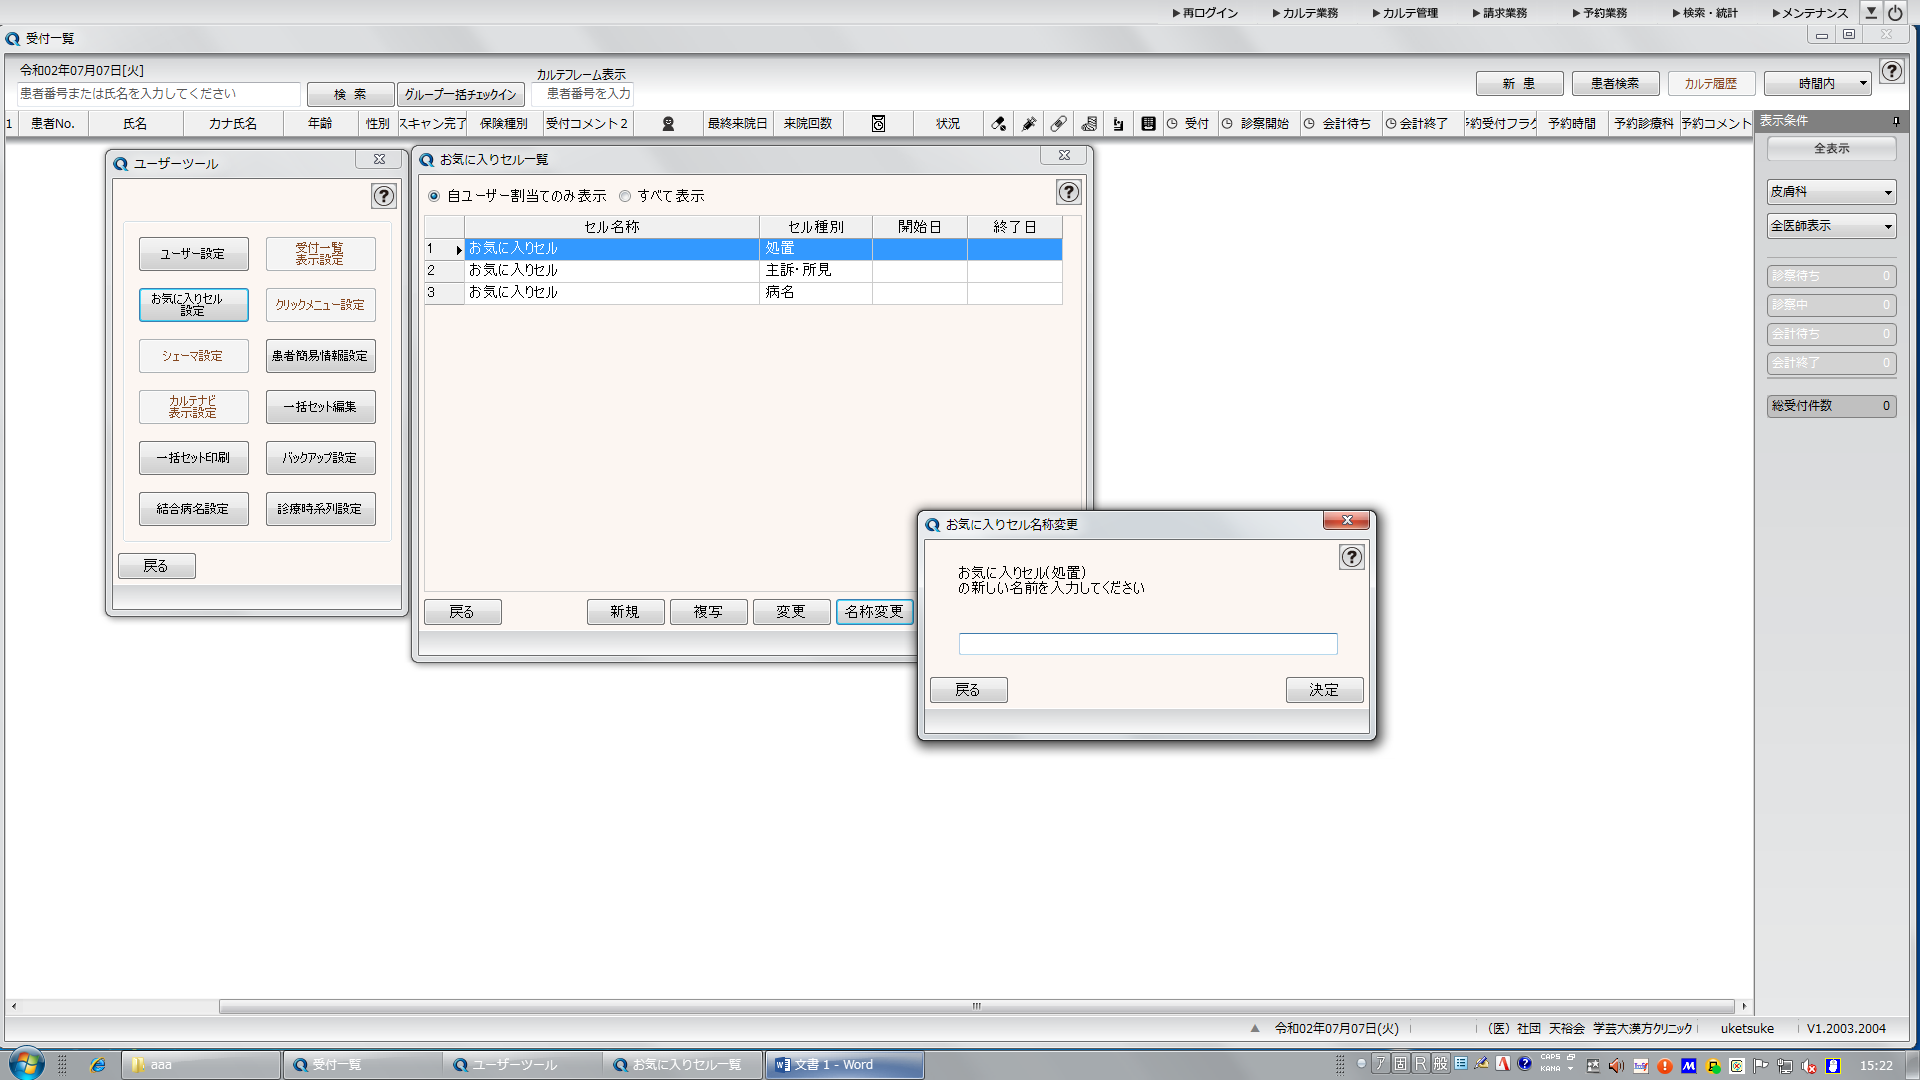 ▶再ログイン ▶カルテ業務 ▶カルテ管理 ▶請求業務 ▶予約業務 ▶検索・統計 ▶メンテナンス
受付一覧
令和02年07月07日[火]
患者番号または氏名を入力してください
検 索
グループ一括チェックイン
カルテフレーム表示
患者番号を入力
新 患
患者検索
カルテ履歴
時間内
?
1 患者No. 氏名 カナ氏名 年齢 性別 スキャン完了 保険種別 受付コメント2 最終来院日 来院回数 状況 受付 診察開始 会計待ち 会計終了 予約受付フラグ 予約時間 予約診療科 予約コメント
表示条件
全表示
皮膚科
全医師表示
診察待ち 0
診察中 0
会計待ち 0
会計終了 0
総受付件数 0
ユーザーツール
?
ユーザー設定
受付一覧
表示設定
お気に入りセル
設定
クリックメニュー設定
シェーマ設定
患者簡易情報設定
カルテナビ
表示設定
一括セット編集
一括セット印刷
バックアップ設定
結合病名設定
診療時系列設定
戻る
お気に入りセル一覧
自ユーザー割当てのみ表示 すべて表示
?
セル名称 セル種別 開始日 終了日
1 お気に入りセル 処置
2 お気に入りセル 主訴・所見
3 お気に入りセル 病名
戻る 新規 複写 変更 名称変更
お気に入りセル名称変更
?
お気に入りセル(処置)
の新しい名前を入力してください
戻る 決定
▲ 令和02年07月07日(火) （医）社団 天裕会 学芸大漢方クリニック uketsuke V1.2003.2004
aaa 受付一覧 ユーザーツール お気に入りセル一覧 文書 1 - Word
ア 固 R 般 CAPS KANA 15:22